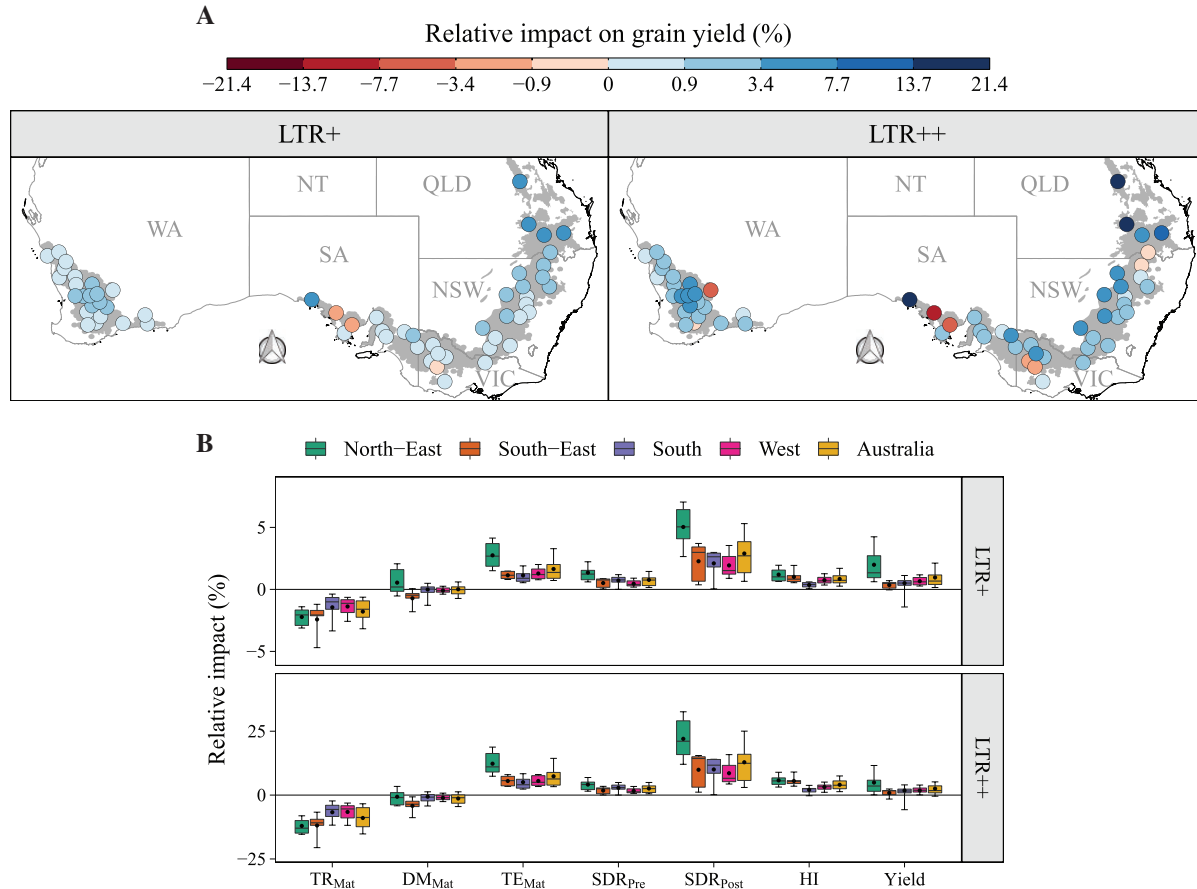 A
Relative impact on grain yield (%)
−21.4 −13.7 −7.7 −3.4 −0.9 0 0.9 3.4 7.7 13.7 21.4
LTR+ LTR++
NT QLD NT QLD
WA WA
SA SA
NSW NSW
VIC VIC
B
North−East South−East South West Australia
Relative impact (%)
5
0
−5
LTR+
25
0
−25
LTR++
TRMat DMMat TEMat SDRPre SDRPost HI Yield